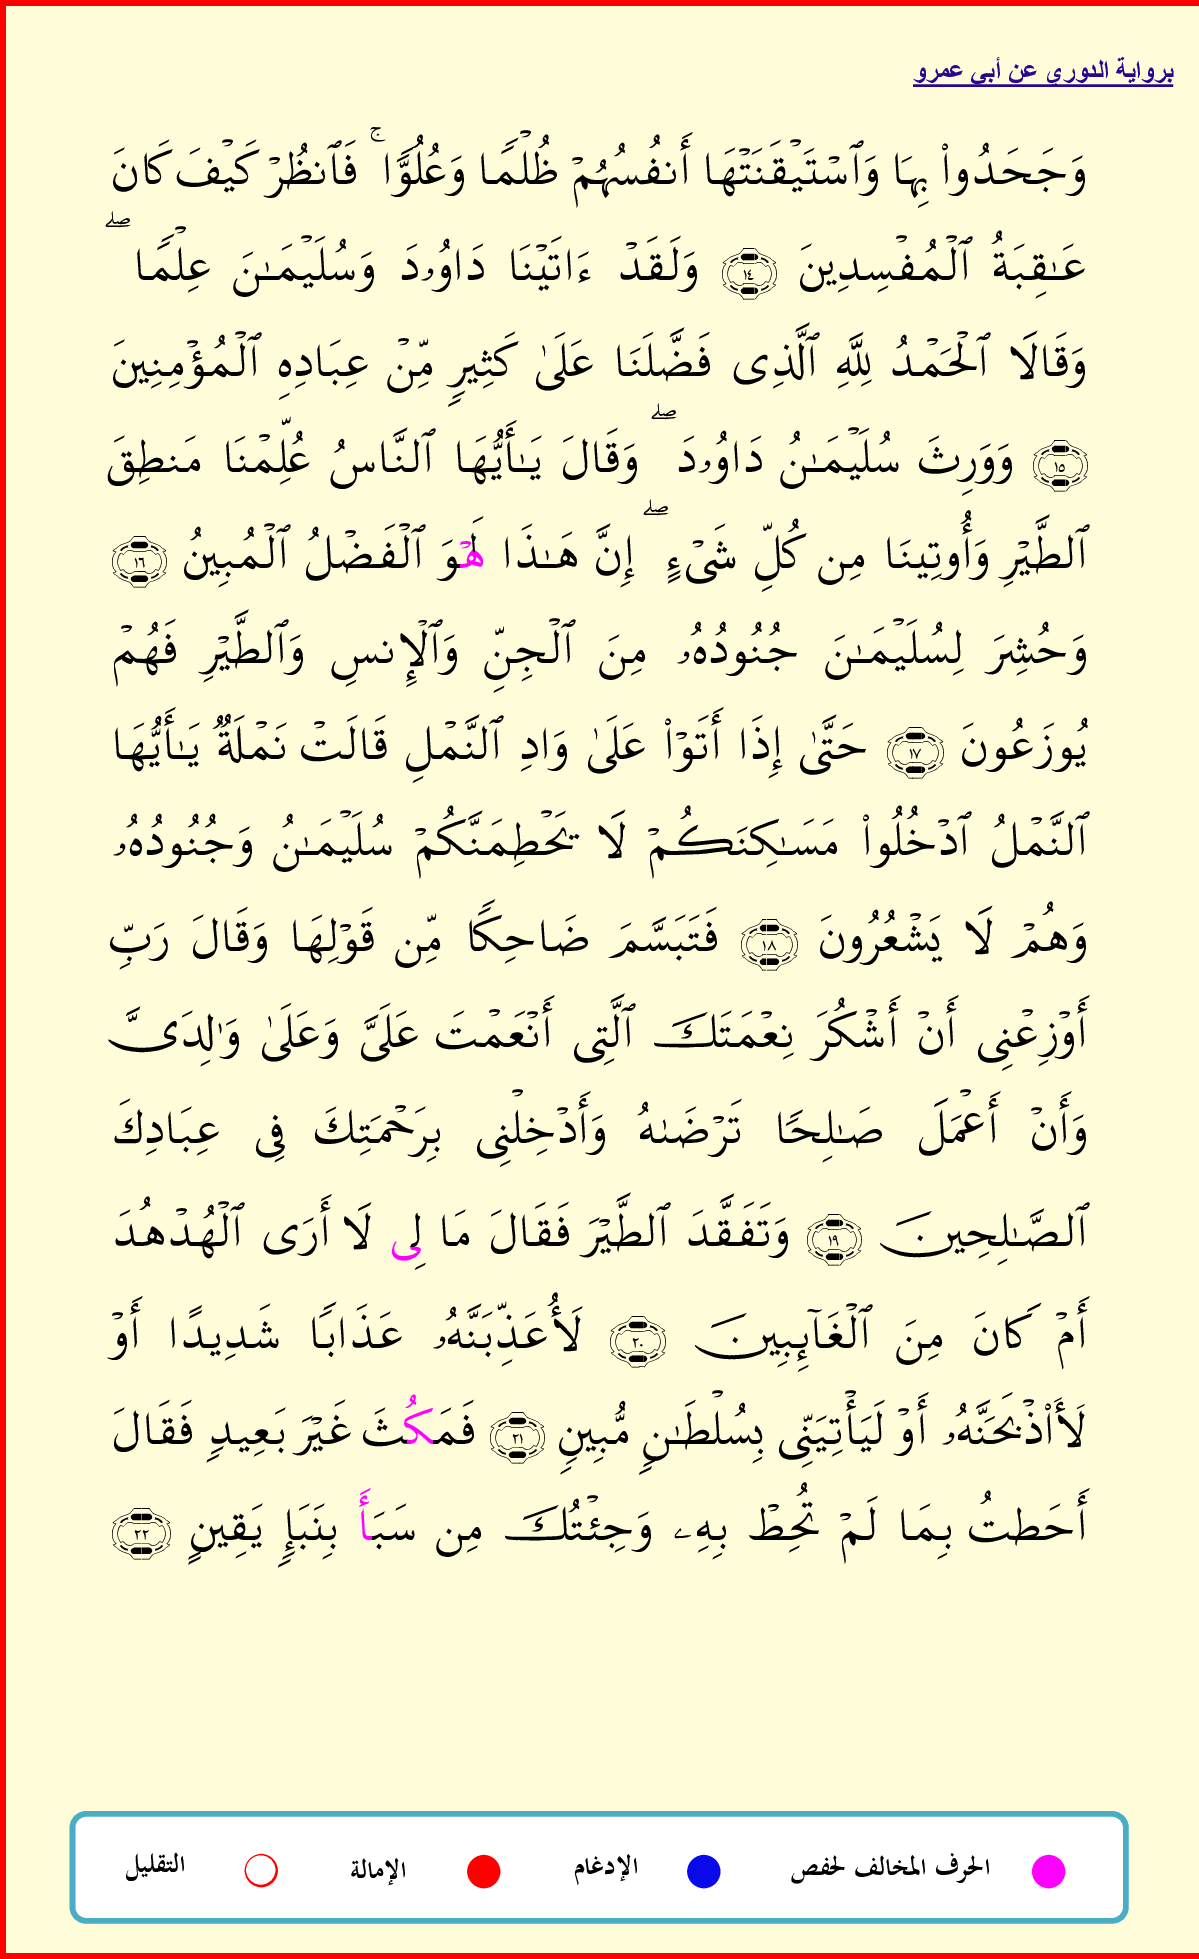 برواية الدوري عن أبي عمرو
وَجَحَدُوا۟ بِهَا وَٱسْتَيْقَنَتْهَا أَنفُسُهُمْ ظُلْمًا وَعُلُوًّا ۚ فَٱنظُرْ كَيْفَ كَانَ
عَـٰقِبَةُ ٱلْمُفْسِدِينَ ١٤ وَلَقَدْ ءَاتَيْنَا دَاوُۥدَ وَسُلَيْمَـٰنَ عِلْمًا ۖ
وَقَالَا ٱلْحَمْدُ لِلَّهِ ٱلَّذِى فَضَّلَنَا عَلَىٰ كَثِيرٍ مِّنْ عِبَادِهِ ٱلْمُؤْمِنِينَ
١٥ وَوَرِثَ سُلَيْمَـٰنُ دَاوُۥدَ ۖ وَقَالَ يَـٰأَيُّهَا ٱلنَّاسُ عُلِّمْنَا مَنطِقَ
ٱلطَّيْرِ وَأُوتِينَا مِن كُلِّ شَىْءٍ ۖ إِنَّ هَـٰذَا لَهْوَ ٱلْفَضْلُ ٱلْمُبِينُ ١٦
وَحُشِرَ لِسُلَيْمَـٰنَ جُنُودُهُۥ مِنَ ٱلْجِنِّ وَٱلْإِنسِ وَٱلطَّيْرِ فَهُمْ
يُوزَعُونَ ١٧ حَتَّىٰ إِذَا أَتَوْا۟ عَلَىٰ وَادِ ٱلنَّمْلِ قَالَتْ نَمْلَةٌ يَـٰأَيُّهَا
ٱلنَّمْلُ ٱدْخُلُوا۟ مَسَـٰكِنَكُمْ لَا يَحْطِمَنَّكُمْ سُلَيْمَـٰنُ وَجُنُودُهُۥ
وَهُمْ لَا يَشْعُرُونَ ١٨ فَتَبَسَّمَ ضَاحِكًا مِّن قَوْلِهَا وَقَالَ رَبِّ
أَوْزِعْنِى أَنْ أَشْكُرَ نِعْمَتَكَ ٱلَّتِى أَنْعَمْتَ عَلَىَّ وَعَلَىٰ وَٰلِدَىَّ
وَأَنْ أَعْمَلَ صَـٰلِحًا تَرْضَىٰهُ وَأَدْخِلْنِى بِرَحْمَتِكَ فِى عِبَادِكَ
ٱلصَّـٰلِحِينَ ١٩ وَتَفَقَّدَ ٱلطَّيْرَ فَقَالَ مَا لِى لَا أَرَى ٱلْهُدْهُدَ
أَمْ كَانَ مِنَ ٱلْغَآئِبِينَ ٢٠ لَأُعَذِّبَنَّهُۥ عَذَابًا شَدِيدًا أَوْ
لَأَا۟ذْبَحَنَّهُۥ أَوْ لَيَأْتِيَنِّى بِسُلْطَـٰنٍ مُّبِينٍ ٢١ فَمَكُثَ غَيْرَ بَعِيدٍ فَقَالَ
أَحَطتُ بِمَا لَمْ تُحِطْ بِهِۦ وَجِئْتُكَ مِن سَبَأَ بِنَبَإٍ يَقِينٍ ٢٢
الحرف المخالف لحفص الإدغام الإمالة التقليل